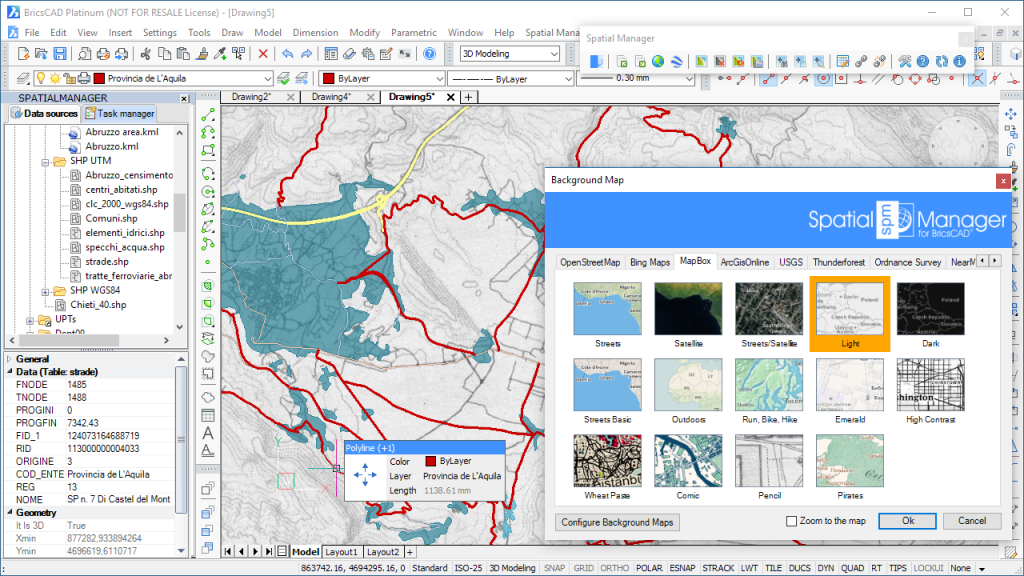 BricsCAD Platinum (NOT FOR RESALE License) - [Drawing5]
File Edit View Insert Settings Tools Draw Model Dimension Modify Parametric Window Help Spatial Man
Spatial Manager
3D Modeling
Provincia de L'Aquila
ByLayer
ByLayer
0.30 mm
SPATIALMANAGER
Data sources
Task manager
Drawing2*
Drawing4*
Drawing5*
Abruzzo area.kml
Abruzzo.kml
SHP UTM
Abruzzo_censimento
centri_abitati.shp
clc_2000_wgs84.shp
Comuni.shp
elementi_idrici.shp
specchi_acqua.shp
strade.shp
tratte_ferroviarie_abr
SHP WGS84
Chieti_40.shp
UPTs
General
Data (Table: strade)
FNODE 1485
TNODE 1488
PROGINI 0
PROGFIN 7342.43
FID_1 124073164688719
RID 113000000004033
ORIGINE 3
COD_ENTE Provincia de L'Aquila
REG 13
NOME SP n. 7 Di Castel del Mont
Geometry
It Is 3D True
Xmin 877282.933894264
Ymin 4696619.6110717
Polyline (+1)
Color ByLayer
Layer Provincia de L'Aquila
Length 1138.61 mm
Background Map
Spatial spm Manager
for BricsCAD
OpenStreetMap Bing Maps MapBox ArcGisOnline USGS Thunderforest Ordnance Survey NearM
Streets
Satellite
Streets/Satellite
Light
Dark
Streets Basic
Outdoors
Run, Bike, Hike
Emerald
High Contrast
Wheat Paste
Comic
Pencil
Pirates
Configure Background Maps
Zoom to the map
Ok
Cancel
Model Layout1 Layout2 +
863742.16, 4694295.16, 0 Standard ISO-25 3D Modeling SNAP GRID ORTHO POLAR ESNAP STRACK LWT TILE DUCS DYN QUAD RT TIPS LOCKUI None